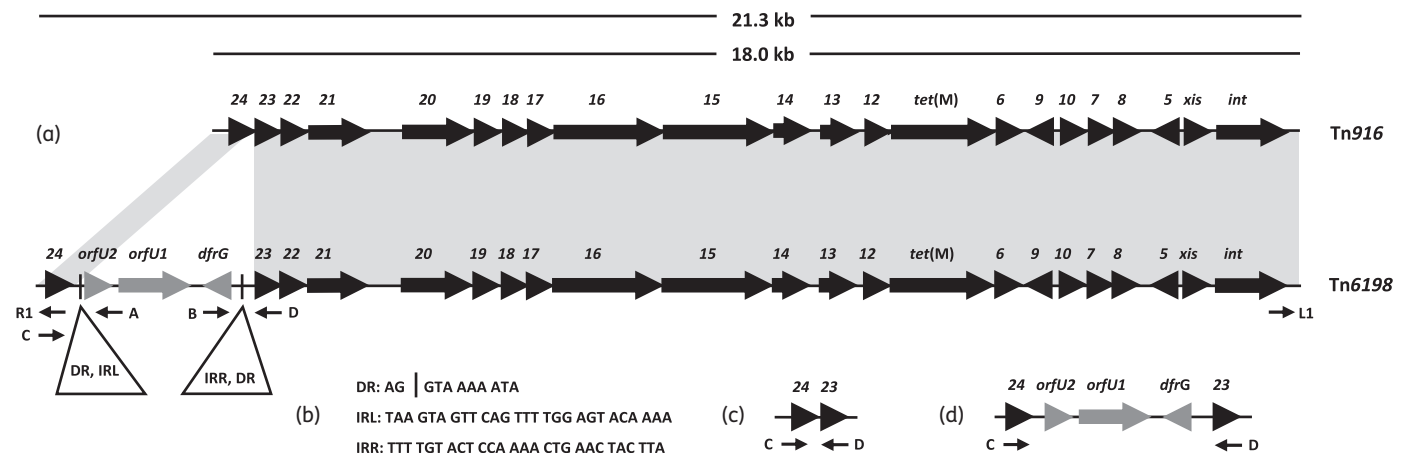 21.3 kb
18.0 kb
24 23 22 21 20 19 18 17 16 15 14 13 12 tet(M) 6 9 10 7 8 5 xis int
(a) Tn916
24 orfU2 orfU1 dfrG 23 22 21 20 19 18 17 16 15 14 13 12 tet(M) 6 9 10 7 8 5 xis int
Tn6198
R1 A B D L1
C
DR, IRL IRR, DR
(b) DR: AG | GTA AAA ATA
IRL: TAA GTA GTT CAG TTT TGG AGT ACA AAA
IRR: TTT TGT ACT CCA AAA CTG AAC TAC TTA
(c) 24 23
C D
(d) 24 orfU2 orfU1 dfrG 23
C D